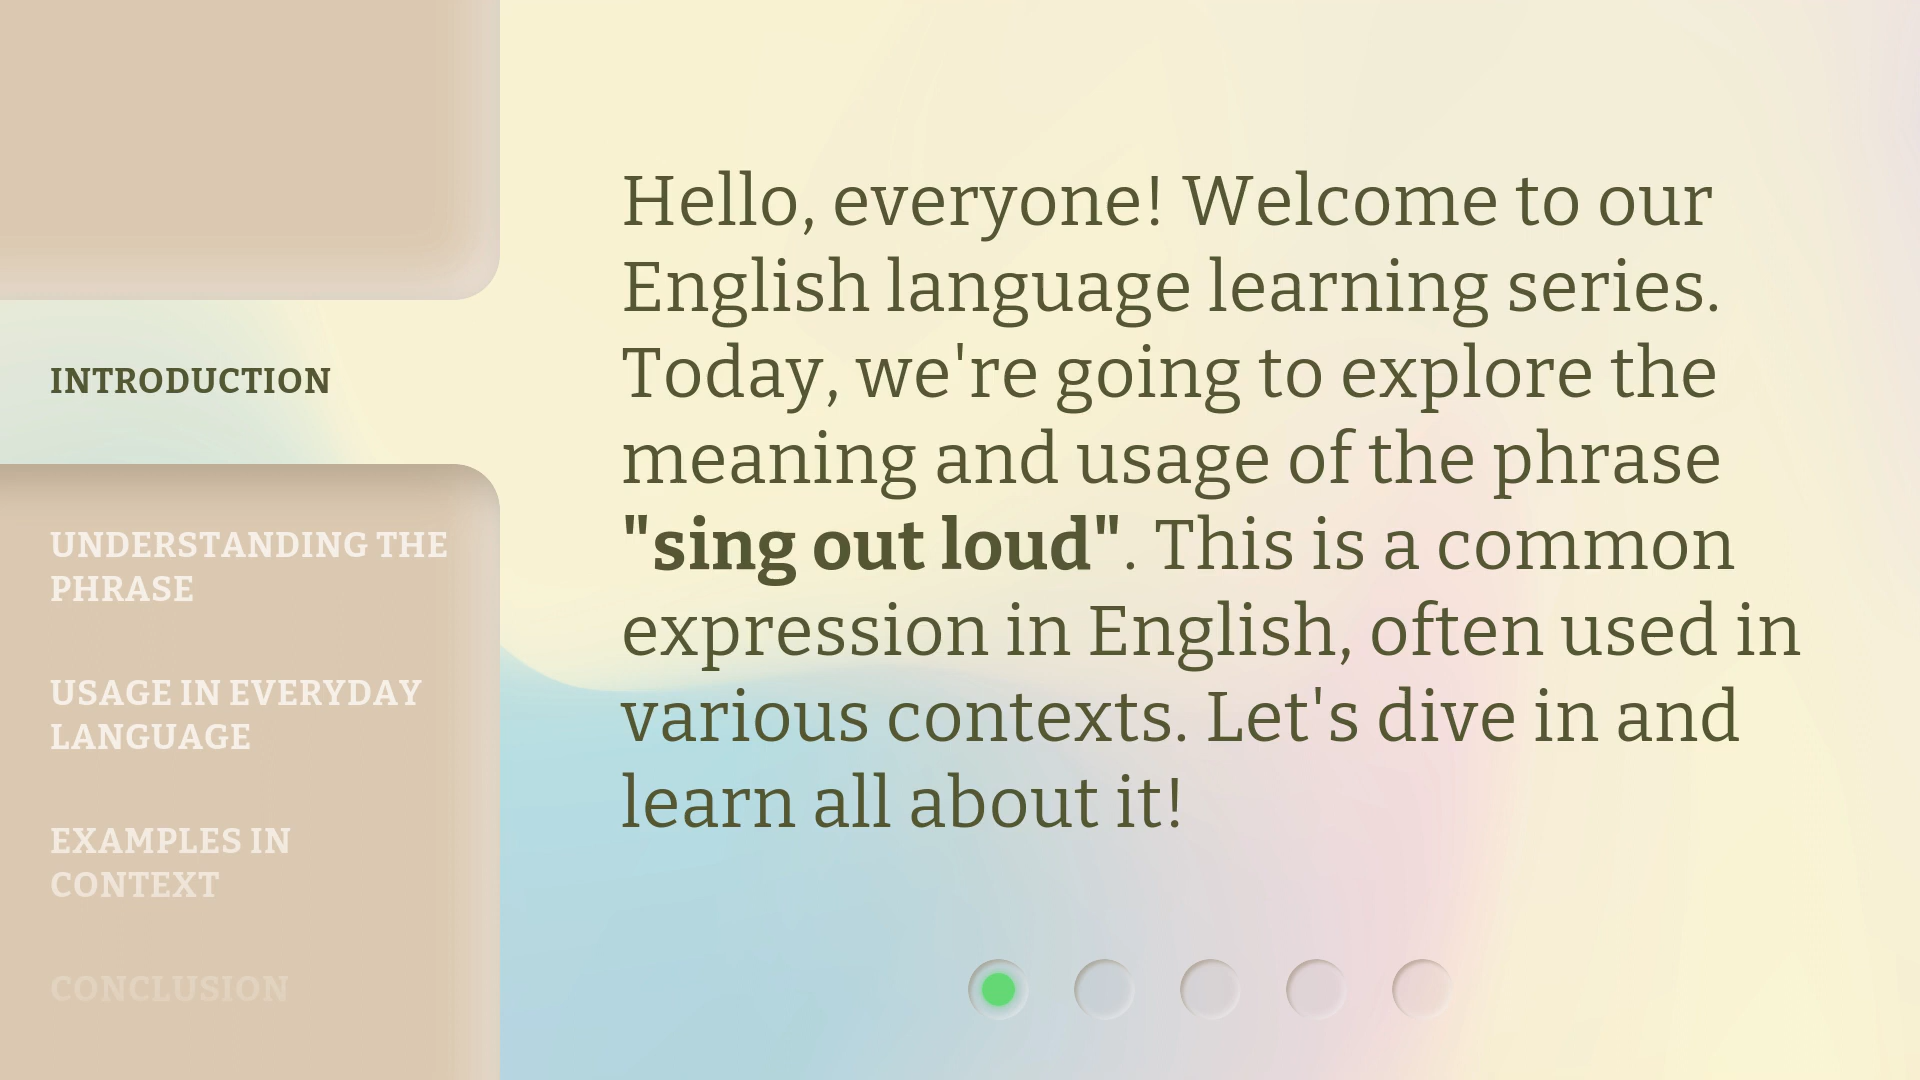 INTRODUCTION
UNDERSTANDING THE
PHRASE
USAGE IN EVERYDAY
LANGUAGE
EXAMPLES IN
CONTEXT
CONCLUSION
Hello, everyone! Welcome to our
English language learning series.
Today, we're going to explore the
meaning and usage of the phrase
"sing out loud". This is a common
expression in English, often used in
various contexts. Let's dive in and
learn all about it!